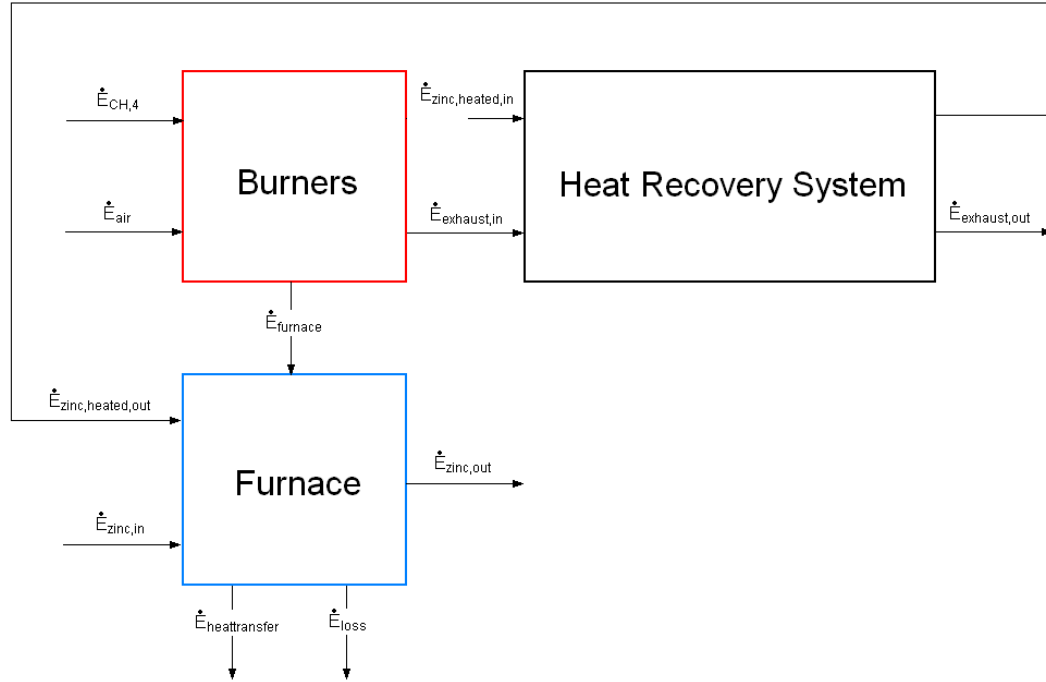 Ė_CH,4
Ė_zinc,heated,in
Burners
Heat Recovery System
Ė_air
Ė_exhaust,in
Ė_exhaust,out
Ė_furnace
Ė_zinc,heated,out
Furnace
Ė_zinc,out
Ė_zinc,in
Ė_heattransfer
Ė_loss